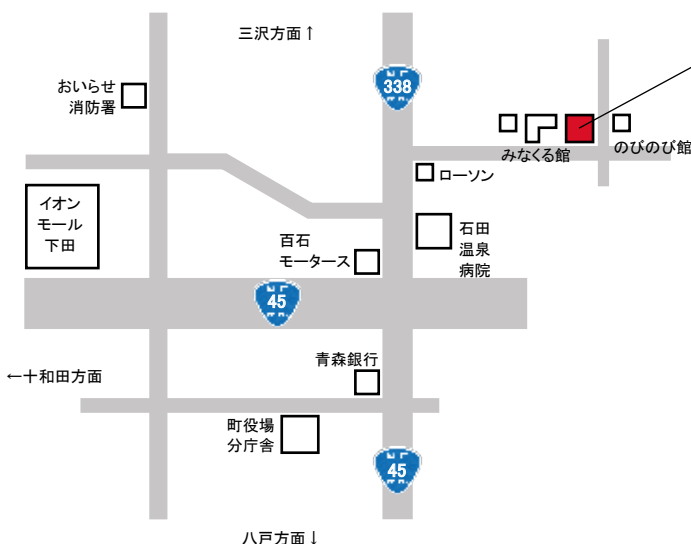 三沢方面↑
おいらせ
消防署
338
みなくる館
のびのび館
ローソン
イオン
モール
下田
石田
温泉
病院
百石
モータース
45
青森銀行
←十和田方面
町役場
分庁舎
45
八戸方面↓